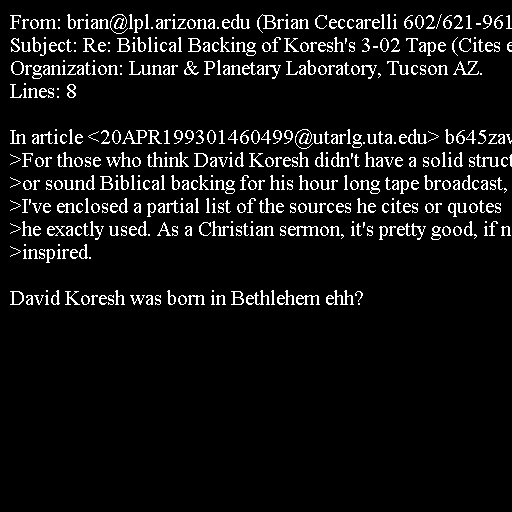 From: brian@lpl.arizona.edu (Brian Ceccarelli 602/621-961
Subject: Re: Biblical Backing of Koresh's 3-02 Tape (Cites e
Organization: Lunar & Planetary Laboratory, Tucson AZ.
Lines: 8

In article <20APR199301460499@utarlg.uta.edu> b645zav
>For those who think David Koresh didn't have a solid struct
>or sound Biblical backing for his hour long tape broadcast,
>I've enclosed a partial list of the sources he cites or quotes
>he exactly used. As a Christian sermon, it's pretty good, if n
>inspired.

David Koresh was born in Bethlehem ehh?